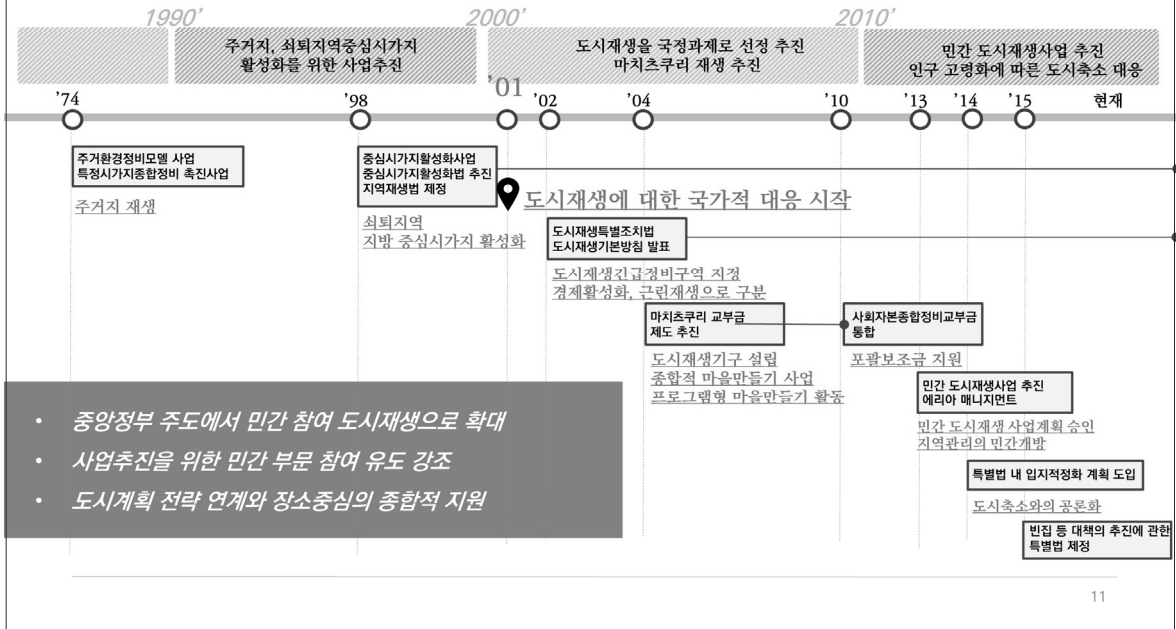 1990’
2000’
2010’
주거지, 쇠퇴지역중심시가지
활성화를 위한 사업추진
도시재생을 국정과제로 선정 추진
마치츠쿠리 재생 추진
민간 도시재생사업 추진
인구 고령화에 따른 도시축소 대응
’74
’98
’01
’02
’04
’10
’13
’14
’15
현재
주거환경정비모델 사업
특정시가지종합정비 촉진사업
주거지 재생
중심시가지활성화사업
중심시가지활성화법 추진
지역재생법 제정
쇠퇴지역
지방 중심시가지 활성화
도시재생에 대한 국가적 대응 시작
도시재생특별조치법
도시재생기본방침 발표
도시재생긴급정비구역 지정
경제활성화, 근린재생으로 구분
마치츠쿠리 교부금
제도 추진
도시재생기구 설립
종합적 마을만들기 사업
프로그램형 마을만들기 활동
사회자본종합정비교부금
통합
포괄보조금 지원
민간 도시재생사업 추진
에리아 매니지먼트
민간 도시재생 사업계획 승인
지역관리의 민간개방
특별법 내 입지적정화 계획 도입
도시축소와의 공론화
빈집 등 대책의 추진에 관한
특별법 제정
• 중앙정부 주도에서 민간 참여 도시재생으로 확대
• 사업추진을 위한 민간 부문 참여 유도 강조
• 도시계획 전략 연계와 장소중심의 종합적 지원
11